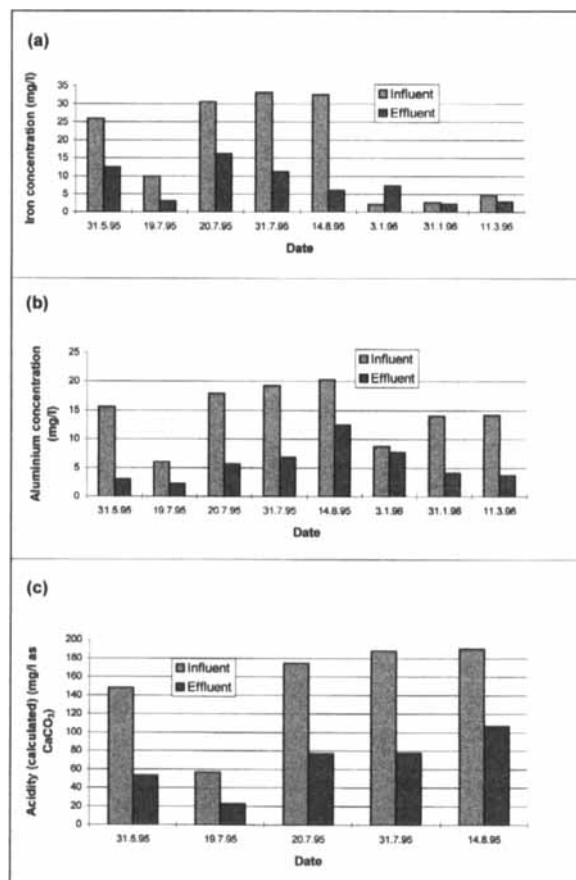 (a)
Iron concentration (mg/l)
35
30
25
20
15
10
5
0
Influent
Effluent
31.5.95 19.7.95 20.7.95 31.7.95 14.8.95 3.1.96 31.1.96 11.3.96
Date
(b)
Aluminium concentration
(mg/l)
25
20
15
10
5
0
Influent
Effluent
31.5.95 19.7.95 20.7.95 31.7.95 14.8.95 3.1.96 31.1.96 11.3.96
Date
(c)
Acidity (calculated) (mg/l as
CaCO₃)
200
180
160
140
120
100
80
60
40
20
0
Influent
Effluent
31.5.95 19.7.95 20.7.95 31.7.95 14.8.95
Date